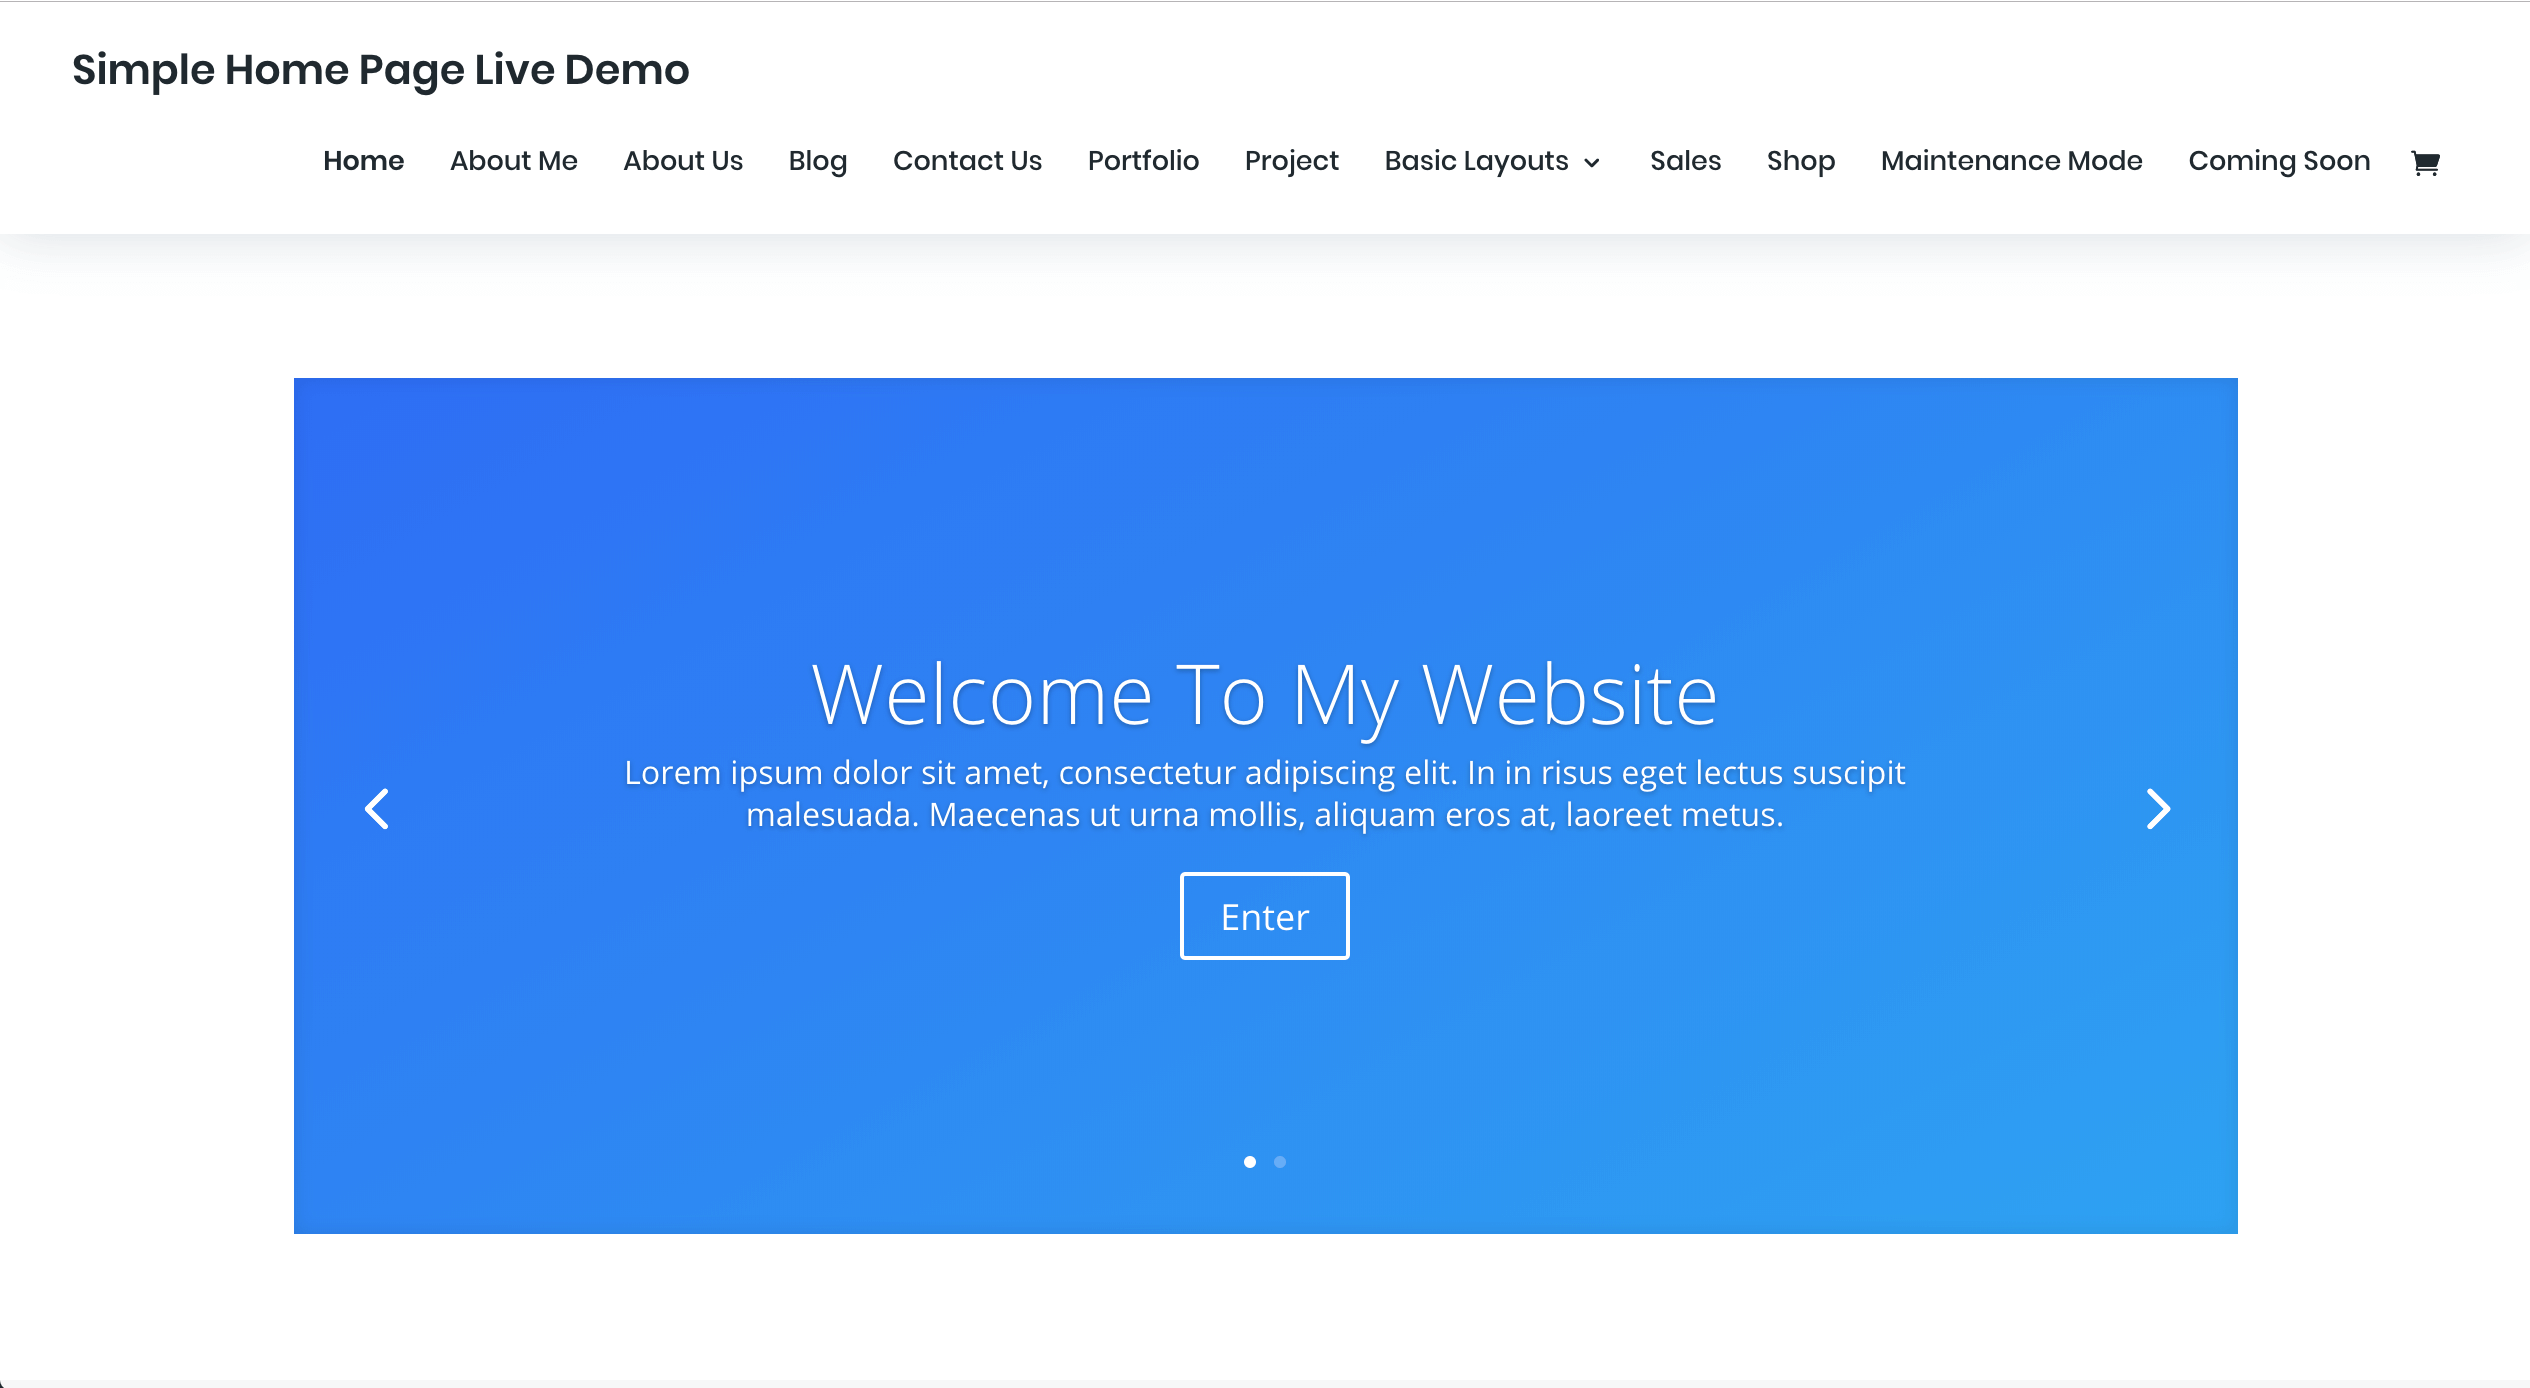 Simple Home Page Live Demo
Home About Me About Us Blog Contact Us Portfolio Project Basic Layouts Sales Shop Maintenance Mode Coming Soon
Welcome To My Website
Lorem ipsum dolor sit amet, consectetur adipiscing elit. In in risus eget lectus suscipit
malesuada. Maecenas ut urna mollis, aliquam eros at, laoreet metus.
Enter